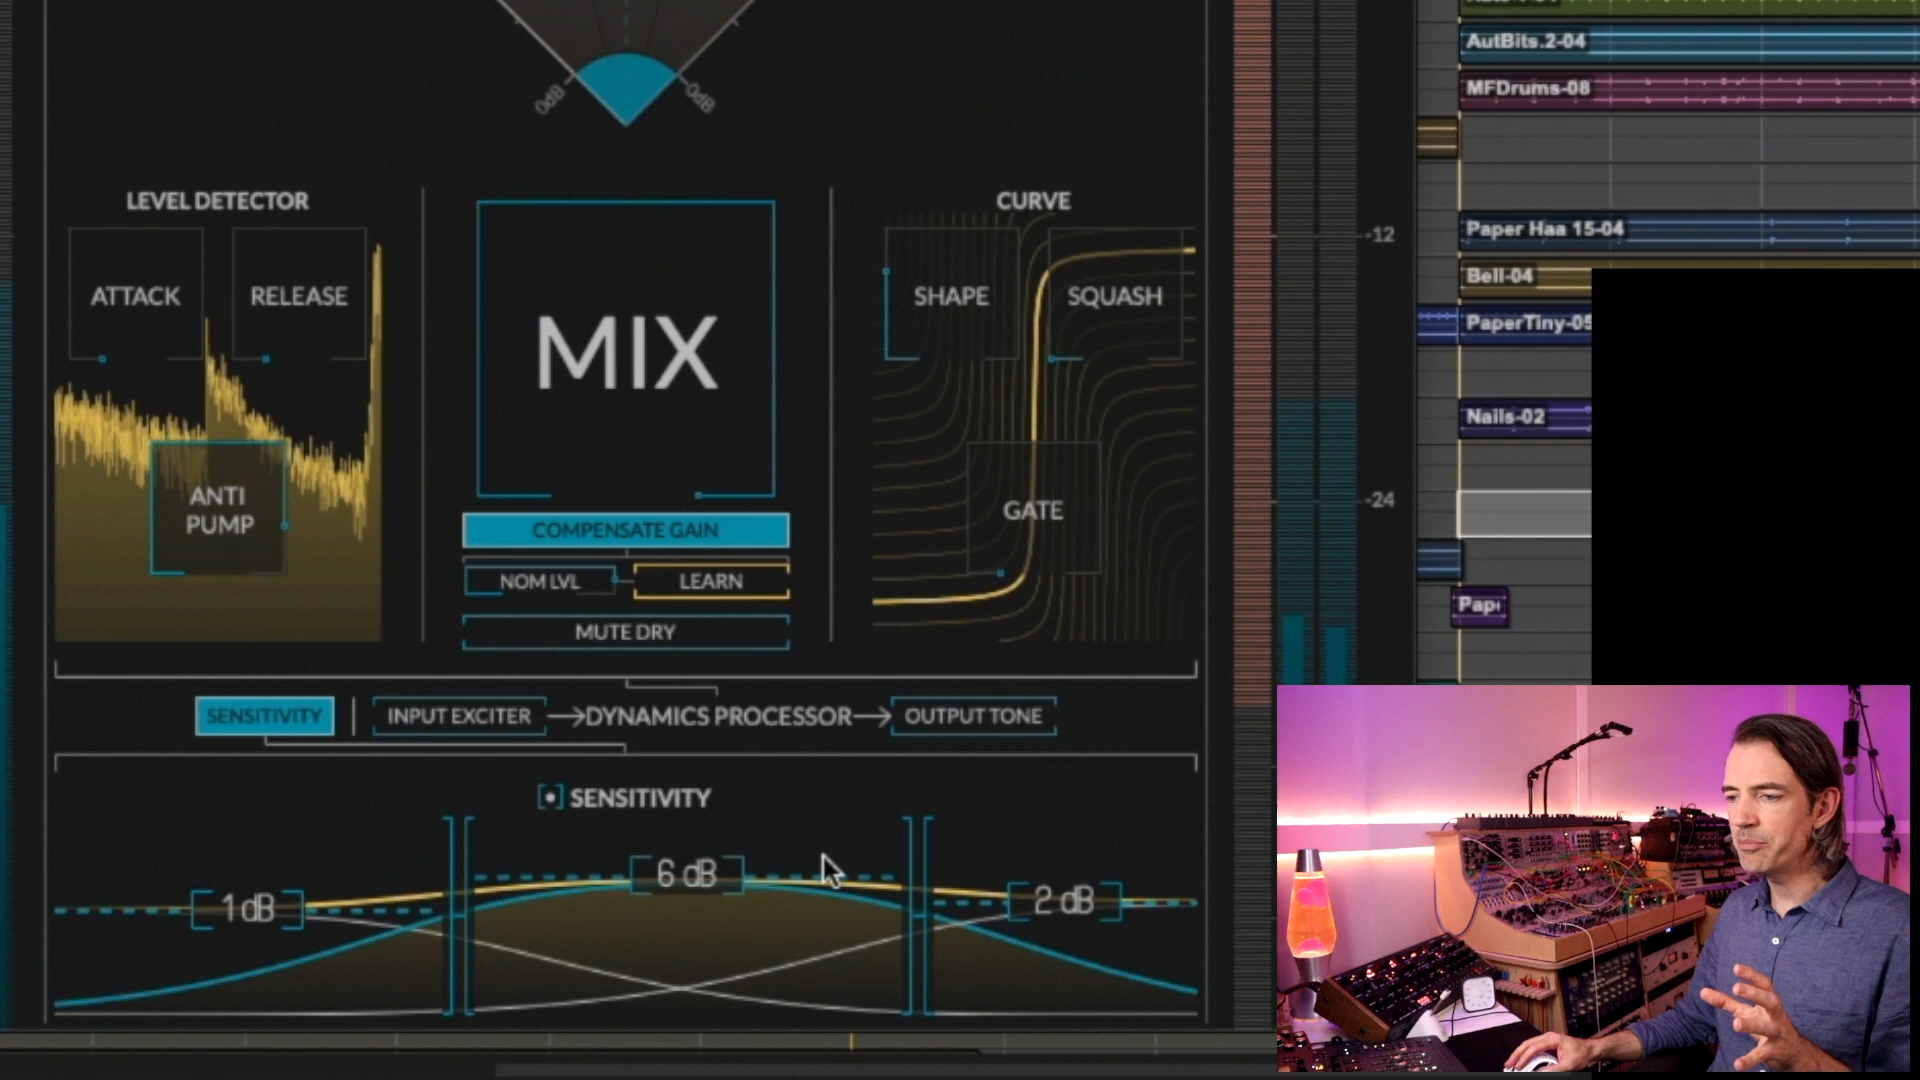 0dB
0dB
LEVEL DETECTOR
ATTACK
RELEASE
ANTI
PUMP
MIX
COMPENSATE GAIN
NOM LVL
LEARN
MUTE DRY
CURVE
SHAPE
SQUASH
GATE
SENSITIVITY
INPUT EXCITER
DYNAMICS PROCESSOR
OUTPUT TONE
SENSITIVITY
1 dB
6 dB
2 dB
-12
-24
AutBits.2-04
MFDrums-08
Paper Haa 15-04
Bell-04
PaperTiny-05
Nails-02